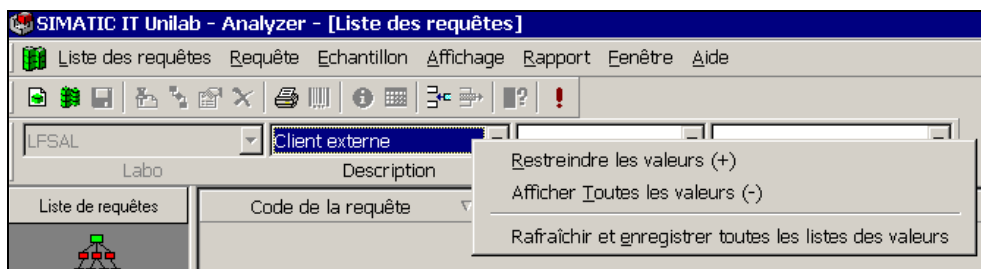 SIMATIC IT Unilab - Analyzer - [Liste des requêtes]
Liste des requêtes Requête Echantillon Affichage Rapport Fenêtre Aide
LFSAL Client externe
Labo Description
Restreindre les valeurs (+)
Afficher Toutes les valeurs (-)
Liste de requêtes Code de la requête
Rafraîchir et enregistrer toutes les listes des valeurs